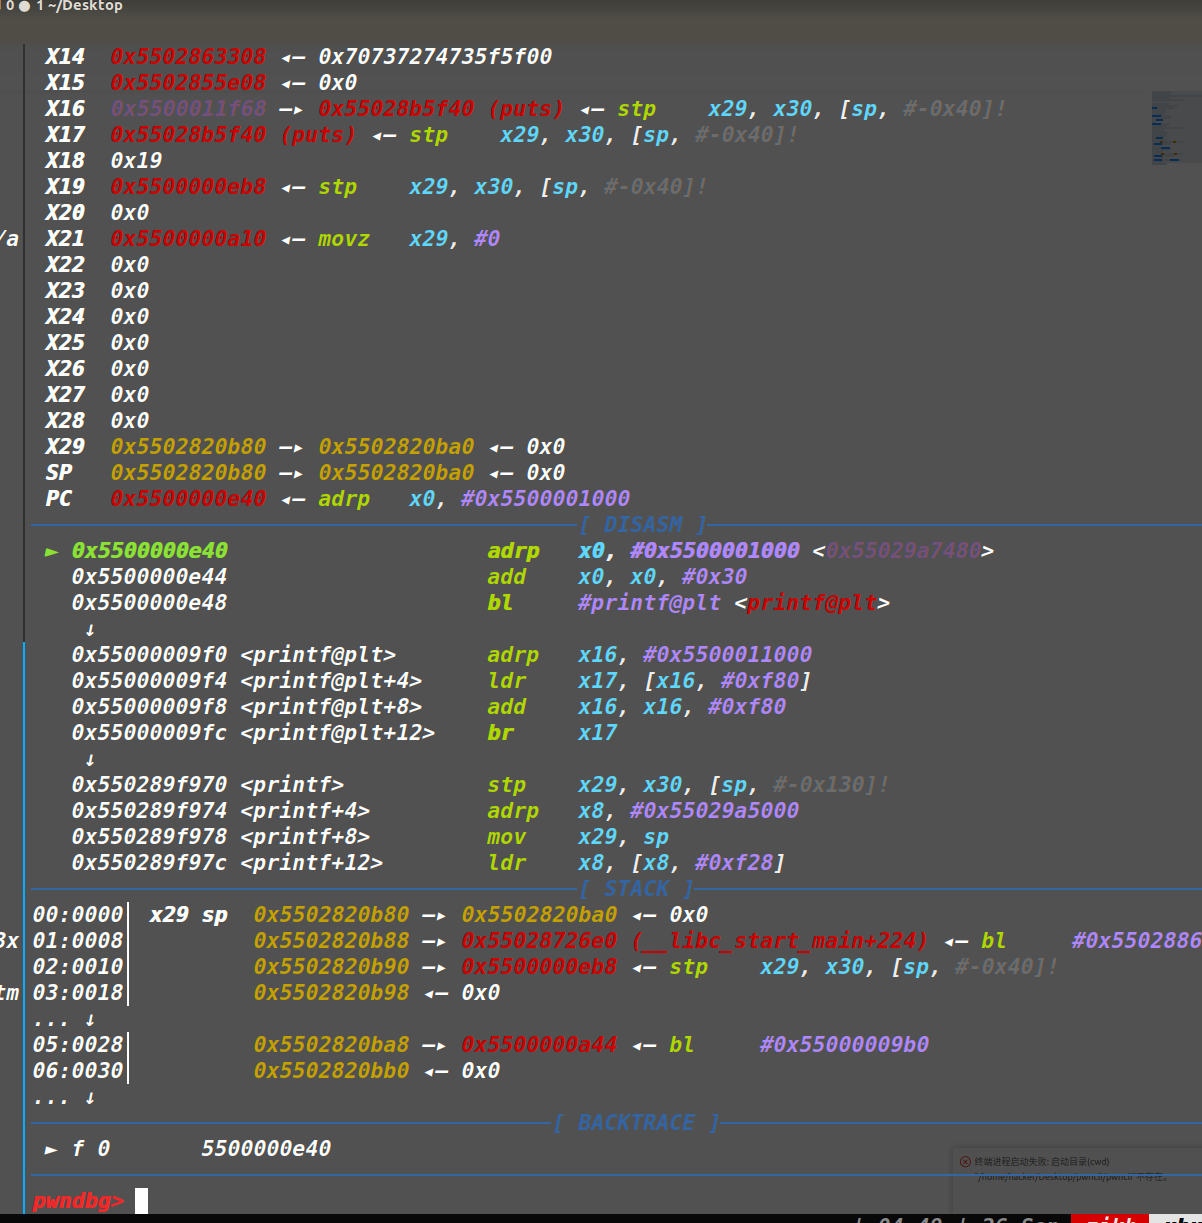 0 ● 1 ~/Desktop
X14 0x5502863308 ◂— 0x70737274735f5f00
X15 0x5502855e08 ◂— 0x0
X16 0x5500011f68 —▸ 0x55028b5f40 (puts) ◂— stp x29, x30, [sp, #-0x40]!
X17 0x55028b5f40 (puts) ◂— stp x29, x30, [sp, #-0x40]!
X18 0x19
X19 0x5500000eb8 ◂— stp x29, x30, [sp, #-0x40]!
X20 0x0
/a X21 0x5500000a10 ◂— movz x29, #0
X22 0x0
X23 0x0
X24 0x0
X25 0x0
X26 0x0
X27 0x0
X28 0x0
X29 0x5502820b80 —▸ 0x5502820ba0 ◂— 0x0
SP 0x5502820b80 —▸ 0x5502820ba0 ◂— 0x0
PC 0x5500000e40 ◂— adrp x0, #0x5500001000
[ DISASM ]
► 0x5500000e40 adrp x0, #0x5500001000 <0x55029a7480>
0x5500000e44 add x0, x0, #0x30
0x5500000e48 bl #printf@plt <printf@plt>
↓
0x55000009f0 <printf@plt> adrp x16, #0x5500011000
0x55000009f4 <printf@plt+4> ldr x17, [x16, #0xf80]
0x55000009f8 <printf@plt+8> add x16, x16, #0xf80
0x55000009fc <printf@plt+12> br x17
↓
0x550289f970 <printf> stp x29, x30, [sp, #-0x130]!
0x550289f974 <printf+4> adrp x8, #0x55029a5000
0x550289f978 <printf+8> mov x29, sp
0x550289f97c <printf+12> ldr x8, [x8, #0xf28]
[ STACK ]
00:0000│ x29 sp 0x5502820b80 —▸ 0x5502820ba0 ◂— 0x0
3x 01:0008│ 0x5502820b88 —▸ 0x55028726e0 (__libc_start_main+224) ◂— bl #0x5502886
02:0010│ 0x5502820b90 —▸ 0x5500000eb8 ◂— stp x29, x30, [sp, #-0x40]!
tm 03:0018│ 0x5502820b98 ◂— 0x0
... ↓
05:0028│ 0x5502820ba8 —▸ 0x5500000a44 ◂— bl #0x55000009b0
06:0030│ 0x5502820bb0 ◂— 0x0
... ↓
[ BACKTRACE ]
► f 0 5500000e40
终端进程启动失败: 启动目录(cwd)
"/home/hacker/Desktop/pwncli/pwncli"不存在。
pwndbg>